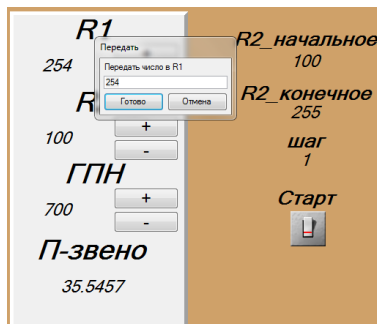 R1
254
R
100
+
-
ГПН
700
+
-
П-звено
35.5457
Передать
Передать число в R1
254
Готово
Отмена
R2_начальное
100
R2_конечное
255
шаг
1
Старт